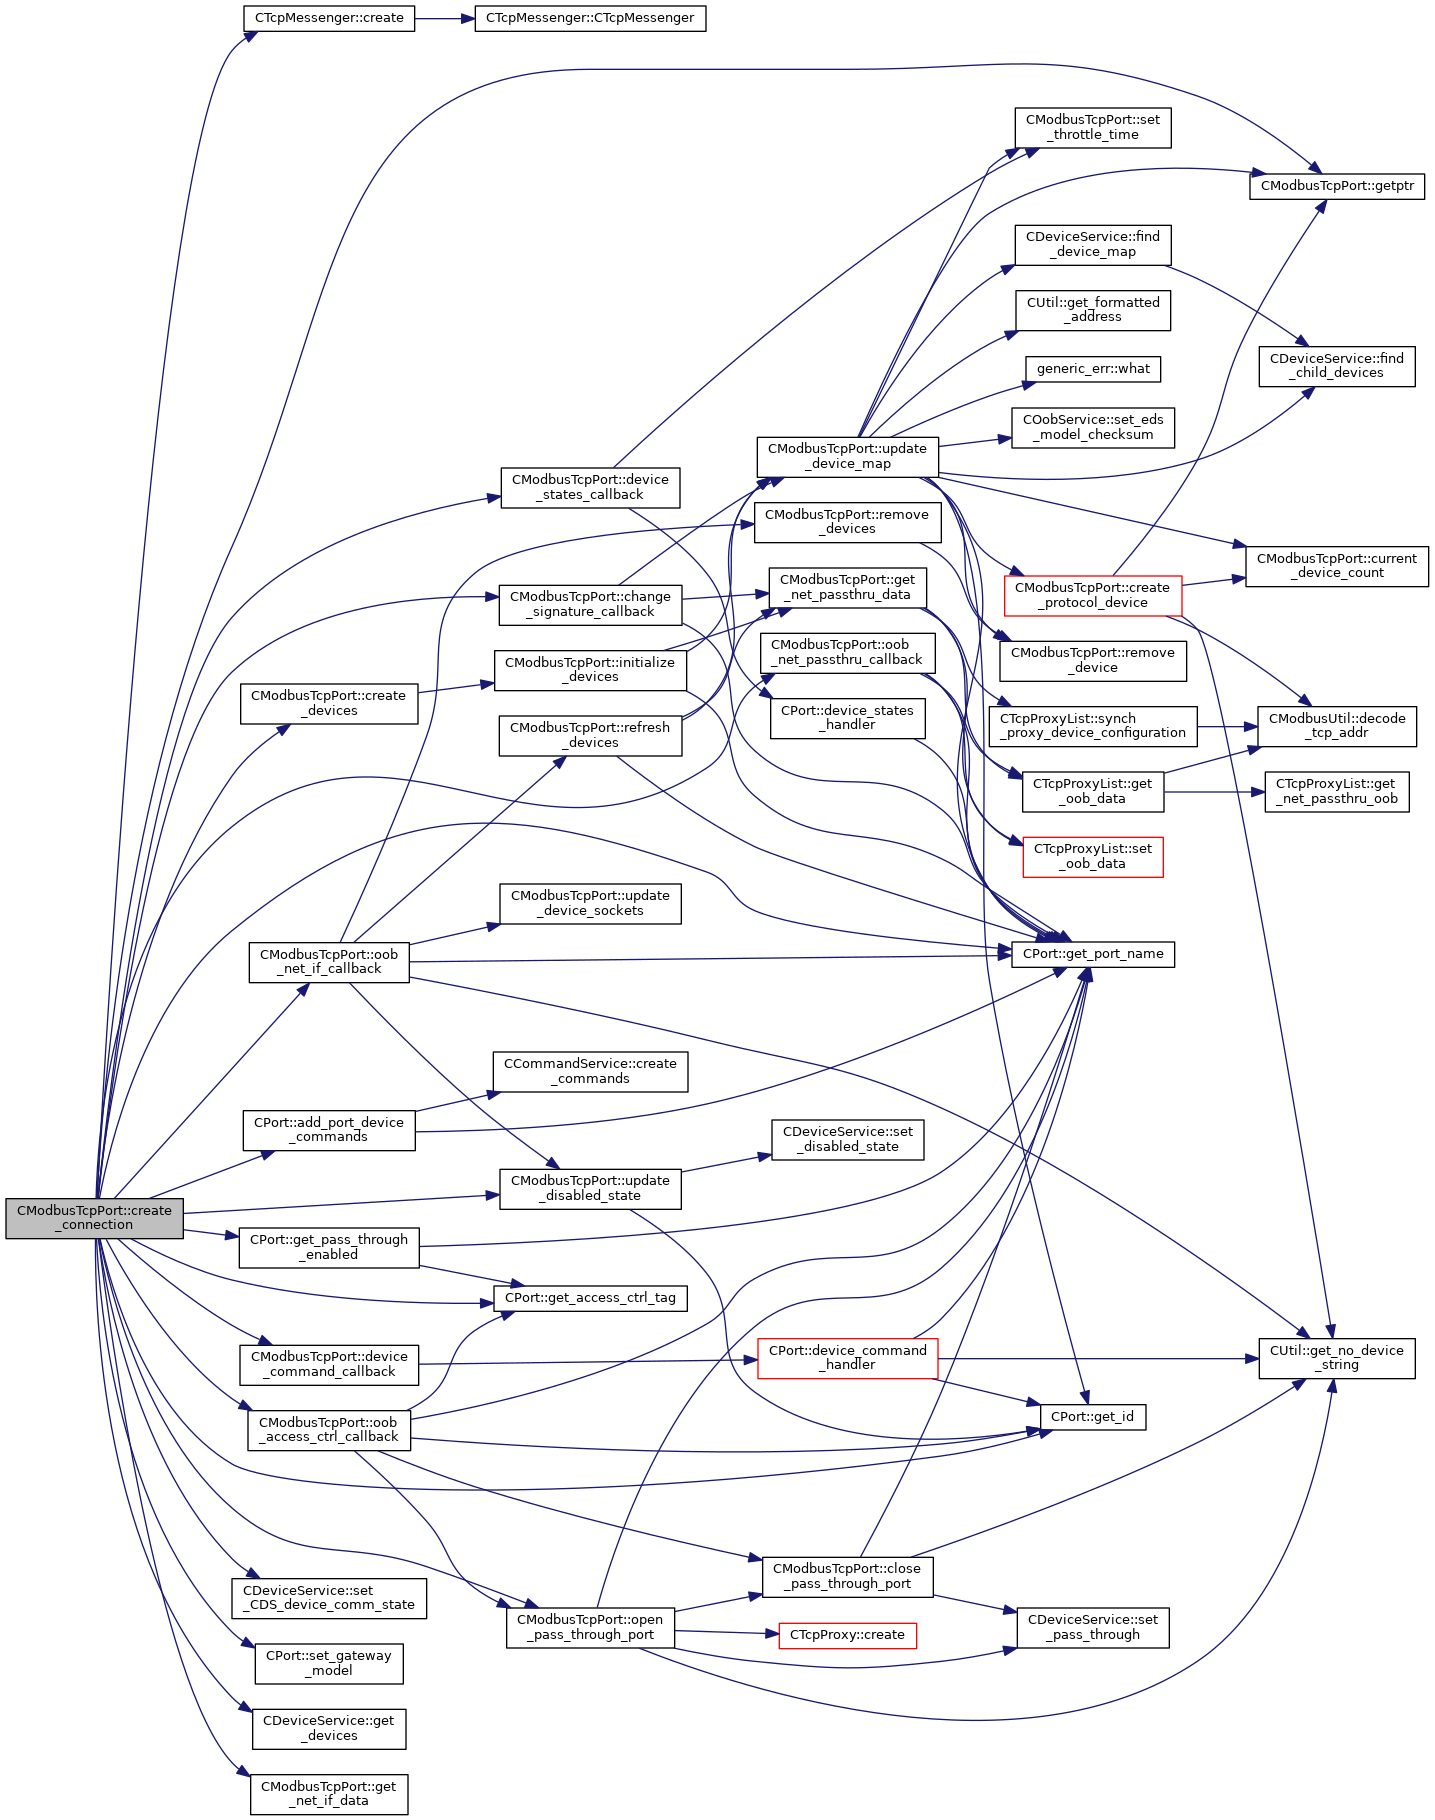 CTcpMessenger::create
CTcpMessenger::CTcpMessenger
CModbusTcpPort::set
_throttle_time
CModbusTcpPort::getptr
CDeviceService::find
_device_map
CUtil::get_formatted
_address
CDeviceService::find
_child_devices
generic_err::what
COobService::set_eds
_model_checksum
CModbusTcpPort::update
_device_map
CModbusTcpPort::device
_states_callback
CModbusTcpPort::remove
_devices
CModbusTcpPort::current
_device_count
CModbusTcpPort::get
_net_passthru_data
CModbusTcpPort::create
_protocol_device
CModbusTcpPort::change
_signature_callback
CModbusTcpPort::oob
_net_passthru_callback
CModbusTcpPort::remove
_device
CModbusTcpPort::initialize
_devices
CModbusTcpPort::create
_devices
CPort::device_states
_handler
CTcpProxyList::synch
_proxy_device_configuration
CModbusUtil::decode
_tcp_addr
CModbusTcpPort::refresh
_devices
CTcpProxyList::get
_oob_data
CTcpProxyList::get
_net_passthru_oob
CTcpProxyList::set
_oob_data
CModbusTcpPort::update
_device_sockets
CModbusTcpPort::oob
_net_if_callback
CPort::get_port_name
CCommandService::create
_commands
CPort::add_port_device
_commands
CDeviceService::set
_disabled_state
CModbusTcpPort::update
_disabled_state
CModbusTcpPort::create
_connection
CPort::get_pass_through
_enabled
CPort::get_access_ctrl_tag
CModbusTcpPort::device
_command_callback
CPort::device_command
_handler
CUtil::get_no_device
_string
CPort::get_id
CModbusTcpPort::oob
_access_ctrl_callback
CModbusTcpPort::close
_pass_through_port
CDeviceService::set
_CDS_device_comm_state
CModbusTcpPort::open
_pass_through_port
CTcpProxy::create
CDeviceService::set
_pass_through
CPort::set_gateway
_model
CDeviceService::get
_devices
CModbusTcpPort::get
_net_if_data